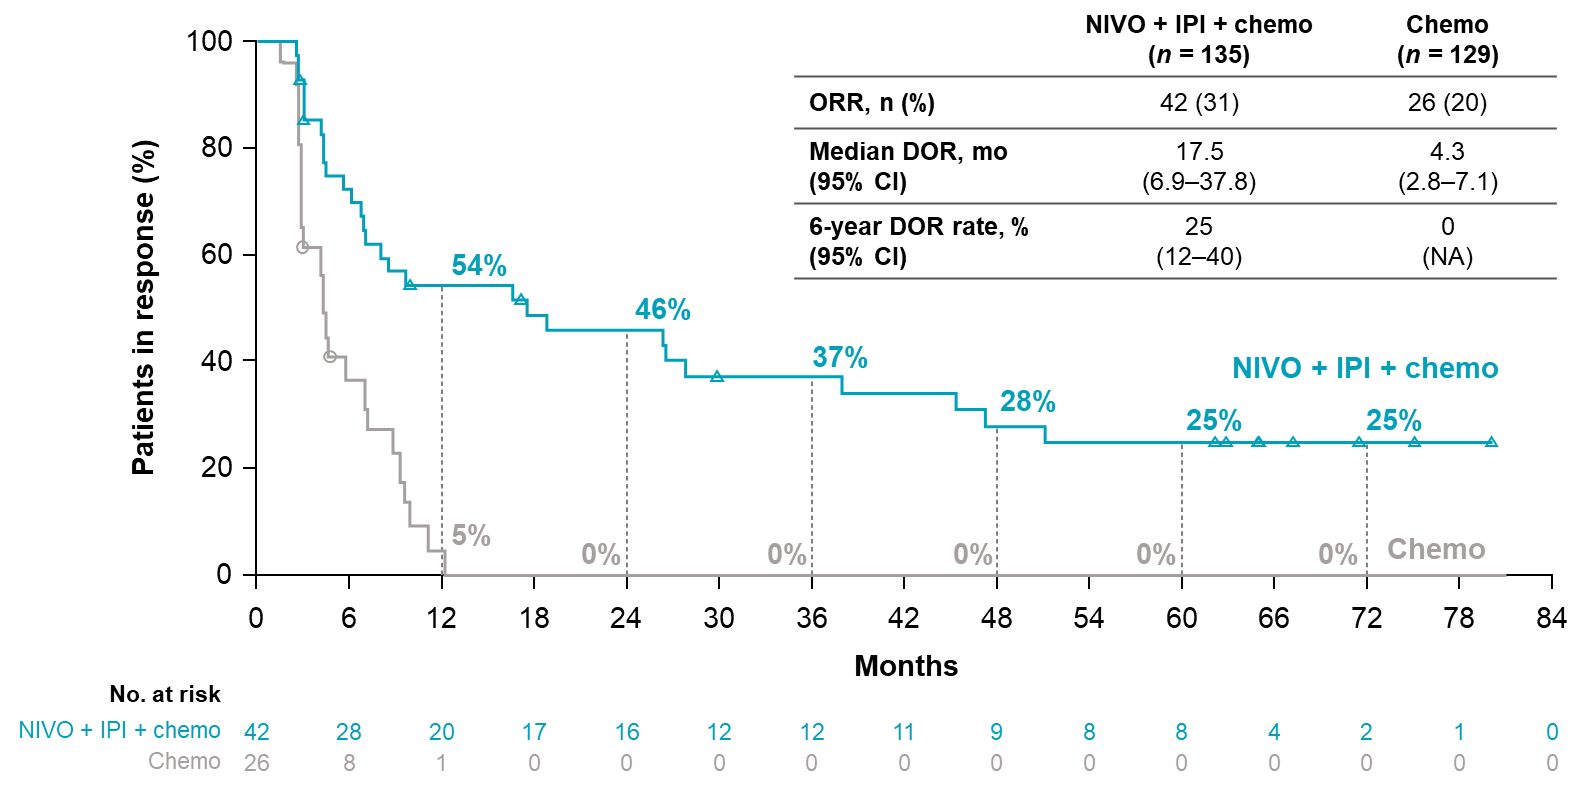 NIVO + IPI + chemo Chemo
(n = 135) (n = 129)
ORR, n (%) 42 (31) 26 (20)
Median DOR, mo 17.5 4.3
(95% CI) (6.9–37.8) (2.8–7.1)
6-year DOR rate, % 25 0
(95% CI) (12–40) (NA)
Patients in response (%)
100
80
60
40
20
0
54%
46%
37%
28%
25%
25%
NIVO + IPI + chemo
5%
0%
0%
0%
0%
0%
Chemo
0 6 12 18 24 30 36 42 48 54 60 66 72 78 84
Months
No. at risk
NIVO + IPI + chemo 42 28 20 17 16 12 12 11 9 8 8 4 2 1 0
Chemo 26 8 1 0 0 0 0 0 0 0 0 0 0 0 0